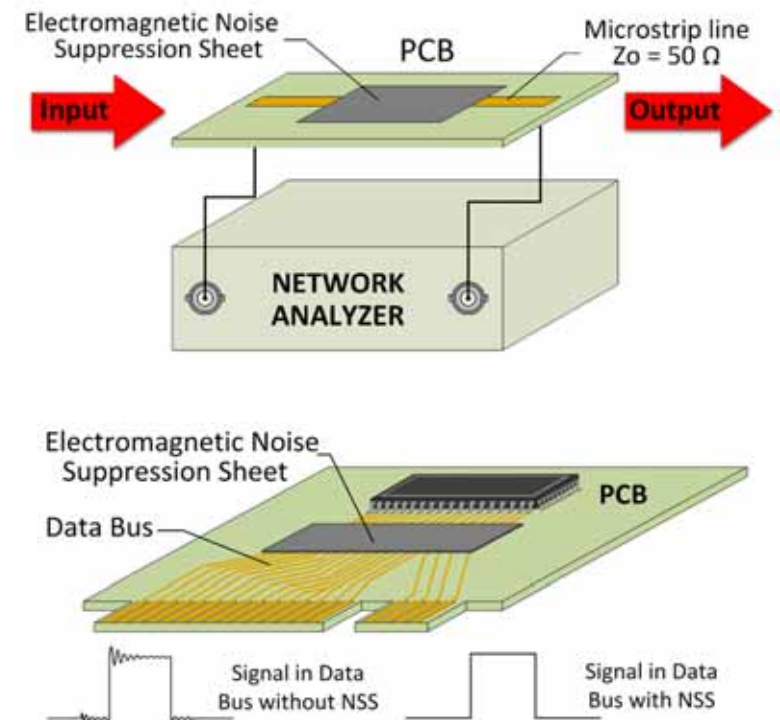 Electromagnetic Noise
Suppression Sheet
PCB
Microstrip line
Zo = 50 Ω
Input
Output
NETWORK
ANALYZER
Electromagnetic Noise
Suppression Sheet
PCB
Data Bus
Signal in Data
Bus without NSS
Signal in Data
Bus with NSS